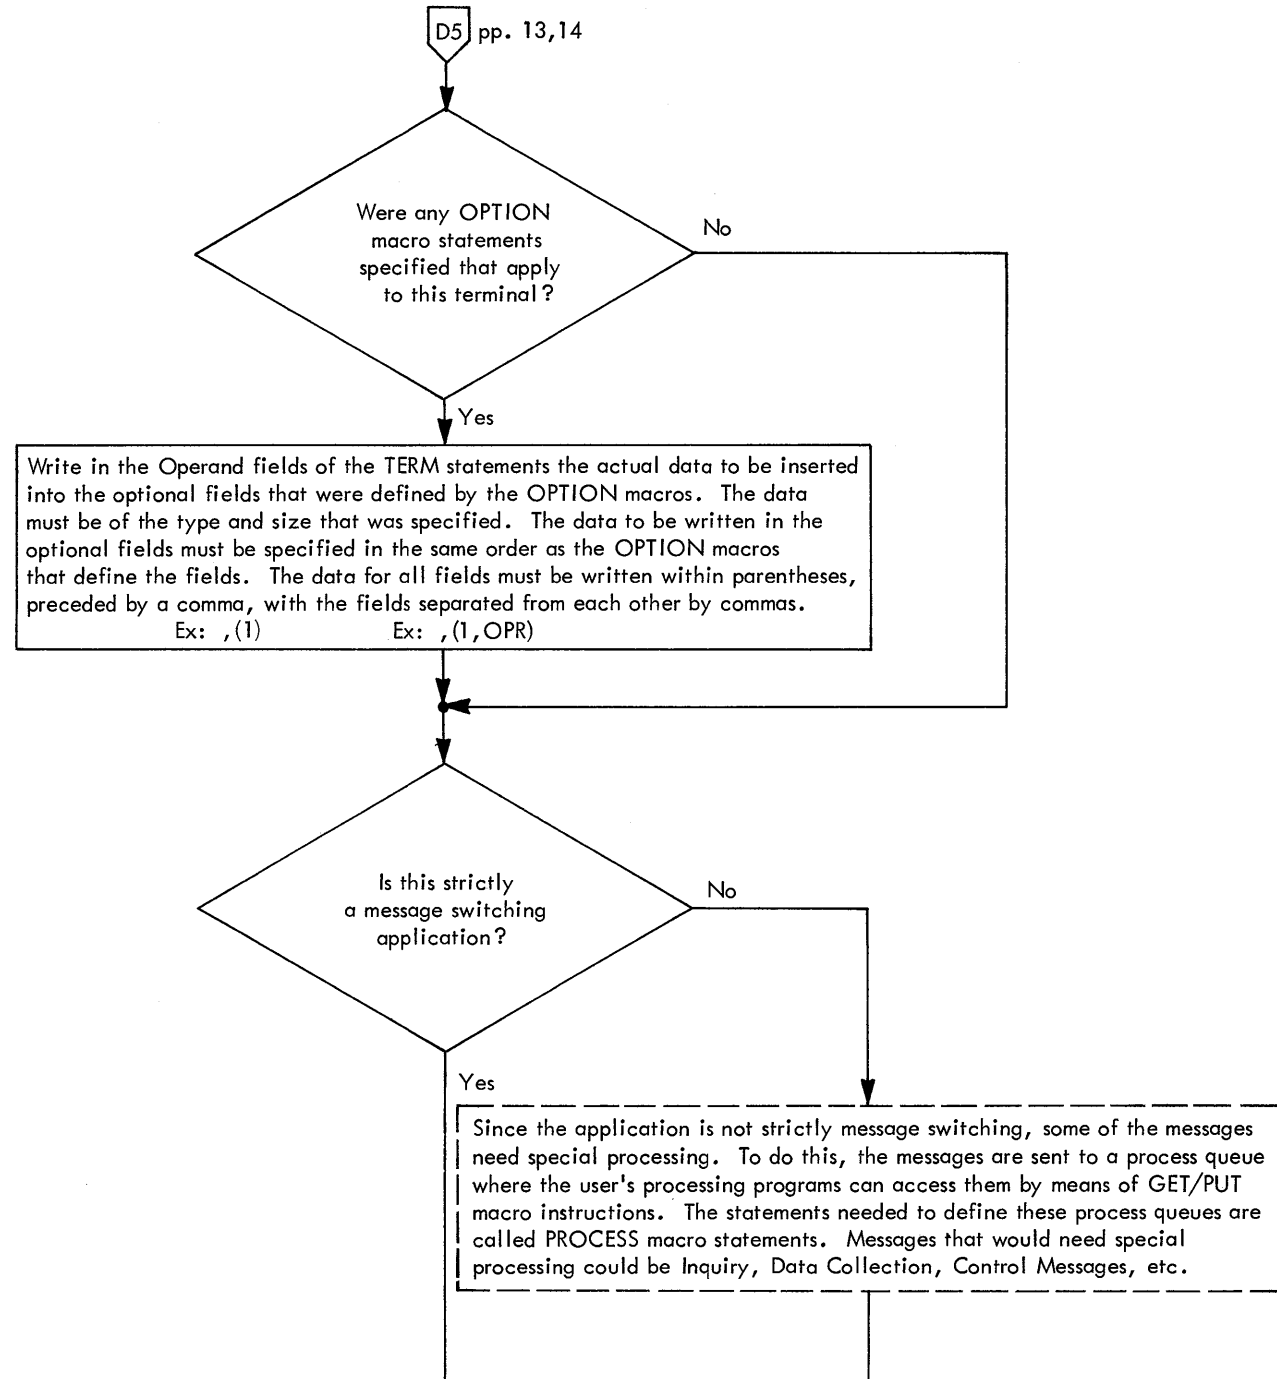 D5 pp. 13,14
Were any OPTION
macro statements
specified that apply
to this terminal?
No
Yes
Write in the Operand fields of the TERM statements the actual data to be inserted
into the optional fields that were defined by the OPTION macros. The data
must be of the type and size that was specified. The data to be written in the
optional fields must be specified in the same order as the OPTION macros
that define the fields. The data for all fields must be written within parentheses,
preceded by a comma, with the fields separated from each other by commas.
Ex: ,(1) Ex: ,(1,OPR)
Is this strictly
a message switching
application?
No
Yes
Since the application is not strictly message switching, some of the messages
need special processing. To do this, the messages are sent to a process queue
where the user's processing programs can access them by means of GET/PUT
macro instructions. The statements needed to define these process queues are
called PROCESS macro statements. Messages that would need special
processing could be Inquiry, Data Collection, Control Messages, etc.